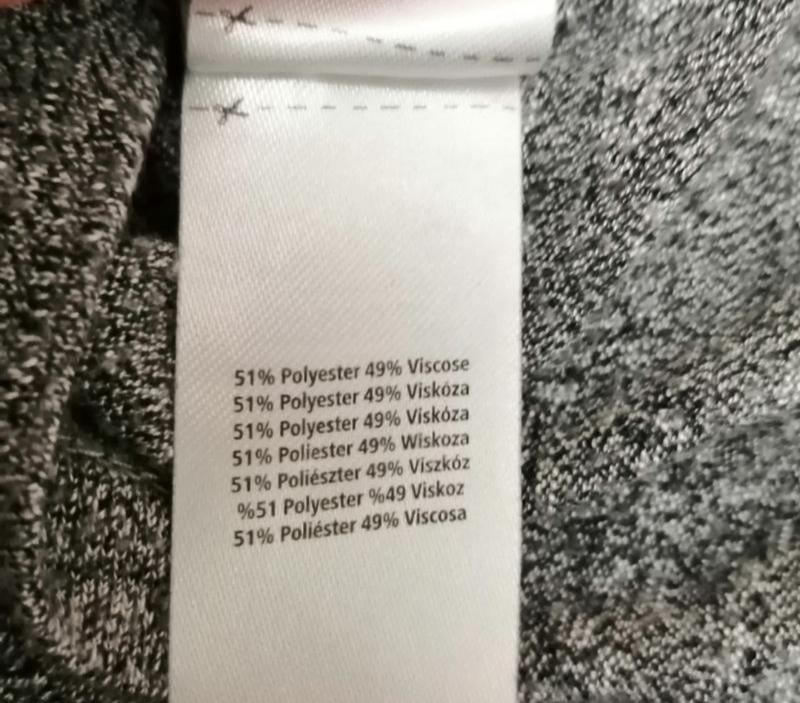 51% Polyester 49% Viscose
51% Polyester 49% Viskóza
51% Polyester 49% Viskóza
51% Poliester 49% Wiskoza
51% Poliészter 49% Viszkóz
%51 Polyester %49 Viskoz
51% Poliéster 49% Viscosa